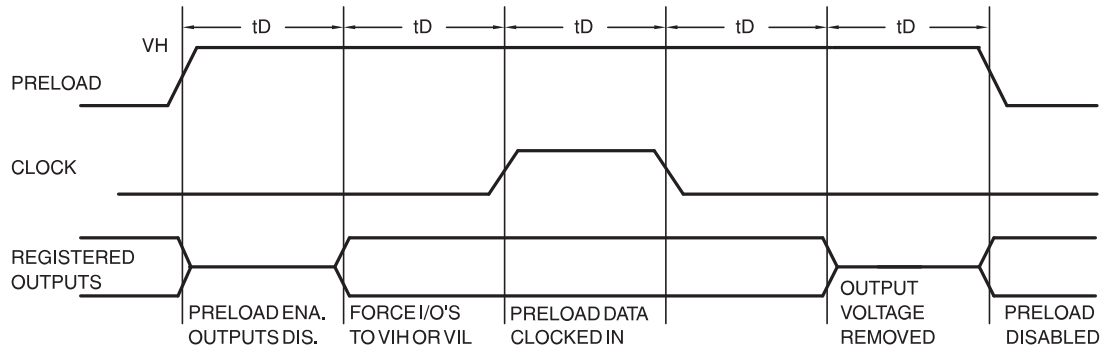 tD tD tD tD tD
VH
PRELOAD
CLOCK
REGISTERED
OUTPUTS
PRELOAD ENA.
OUTPUTS DIS.
FORCE I/O'S
TO VIH OR VIL
PRELOAD DATA
CLOCKED IN
OUTPUT
VOLTAGE
REMOVED
PRELOAD
DISABLED